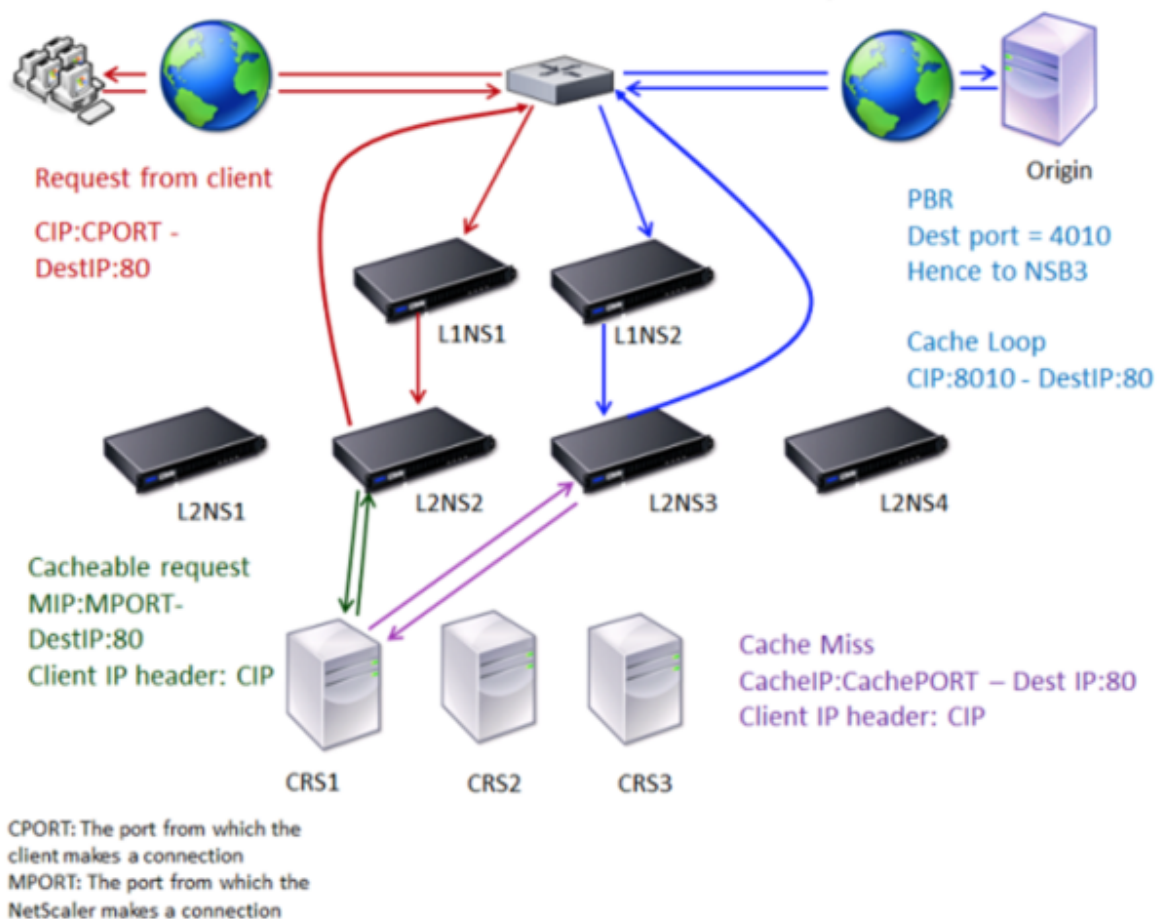 Request from client
CIP:CPORT -
DestIP:80
Origin
PBR
Dest port = 4010
Hence to NSB3
Cache Loop
CIP:8010 - DestIP:80
L1NS1
L1NS2
L2NS1
L2NS2
L2NS3
L2NS4
Cacheable request
MIP:MPORT-
DestIP:80
Client IP header: CIP
Cache Miss
CacheIP:CachePORT – Dest IP:80
Client IP header: CIP
CRS1
CRS2
CRS3
CPORT: The port from which the
client makes a connection
MPORT: The port from which the
NetScaler makes a connection